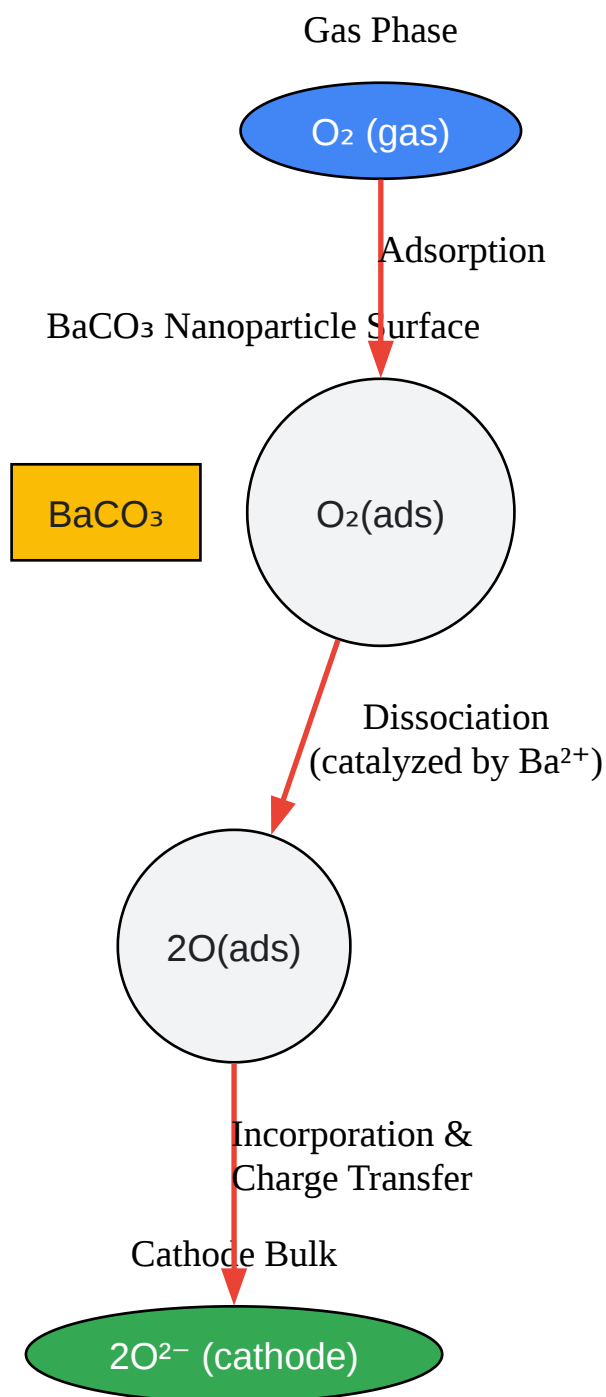 Gas Phase
O₂ (gas)
Adsorption
BaCO₃ Nanoparticle Surface
BaCO₃
O₂(ads)
Dissociation
(catalyzed by Ba²⁺)
2O(ads)
Incorporation &
Charge Transfer
Cathode Bulk
2O²⁻ (cathode)